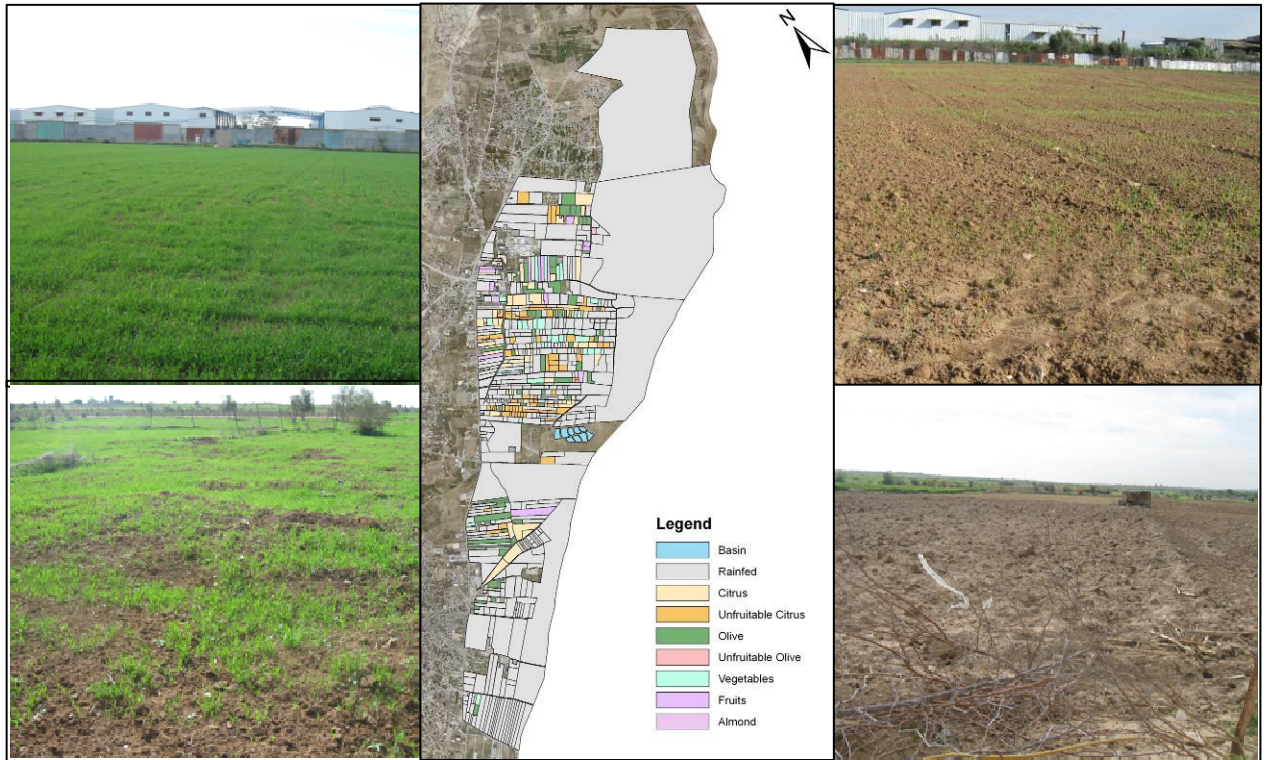 N
Legend
Basin
Rainfed
Citrus
Unfruitable Citrus
Olive
Unfruitable Olive
Vegetables
Fruits
Almond